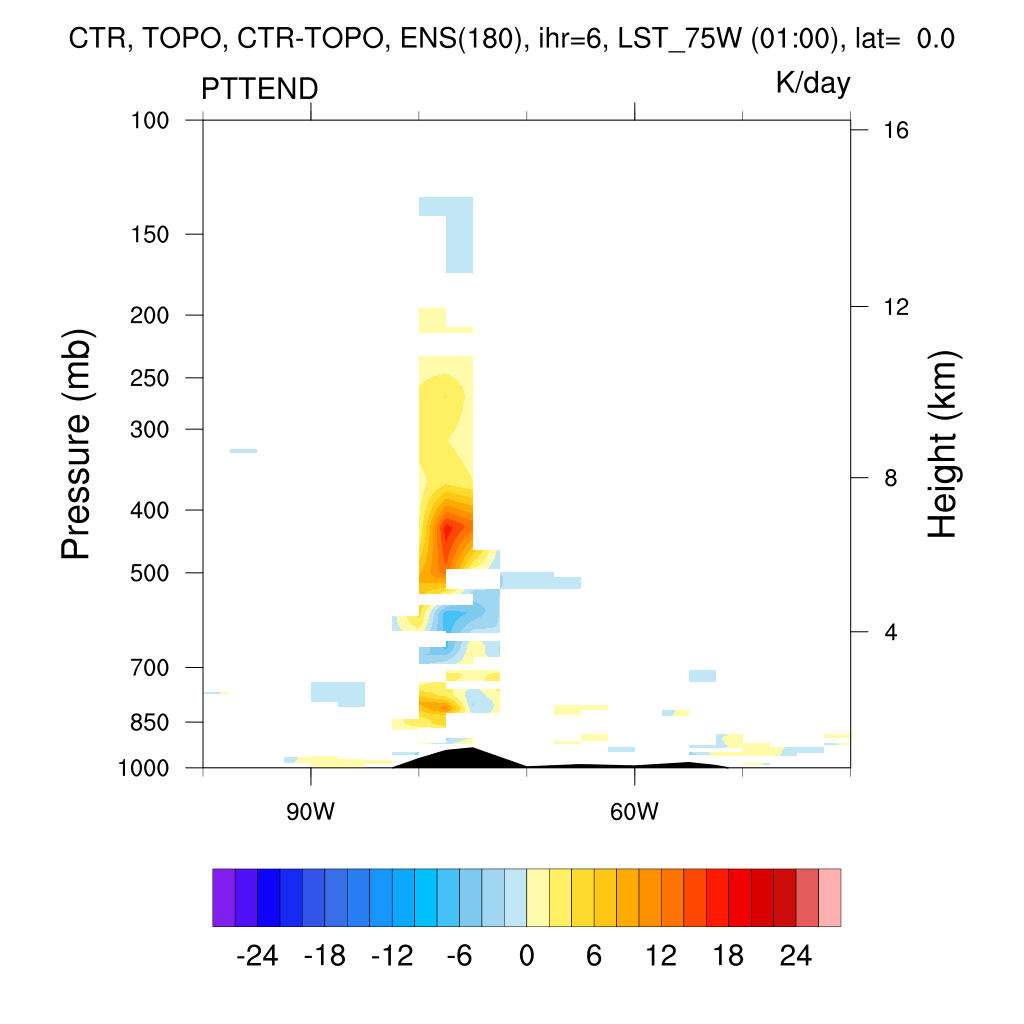 CTR, TOPO, CTR-TOPO, ENS(180), ihr=6, LST_75W (01:00), lat= 0.0
PTTEND K/day
100
150
200
250
300
400
500
700
850
900
1000
Pressure (mb)
16
12
8
4
Height (km)
90W 60W
-24 -18 -12 -6 0 6 12 18 24